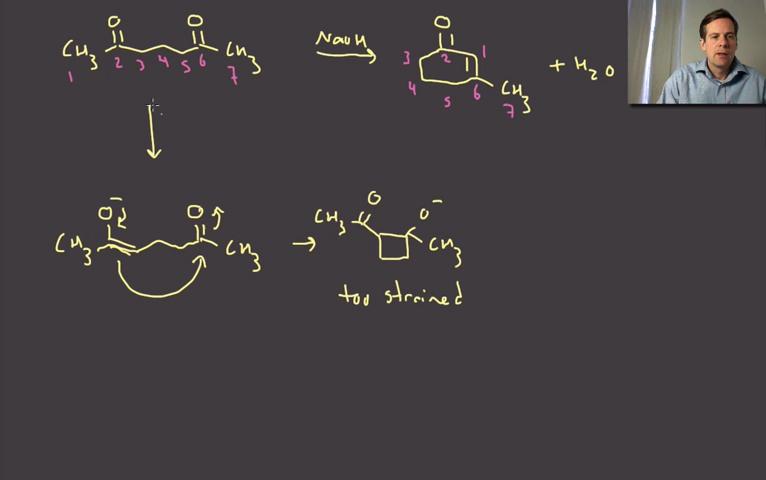 O O O
CH3 CH3 NaOH + H2O
1 2 3 4 5 6 7
3 2 1
4 5 6 CH3
7
O− O O O−
CH3 CH3 CH3 CH3
too strained